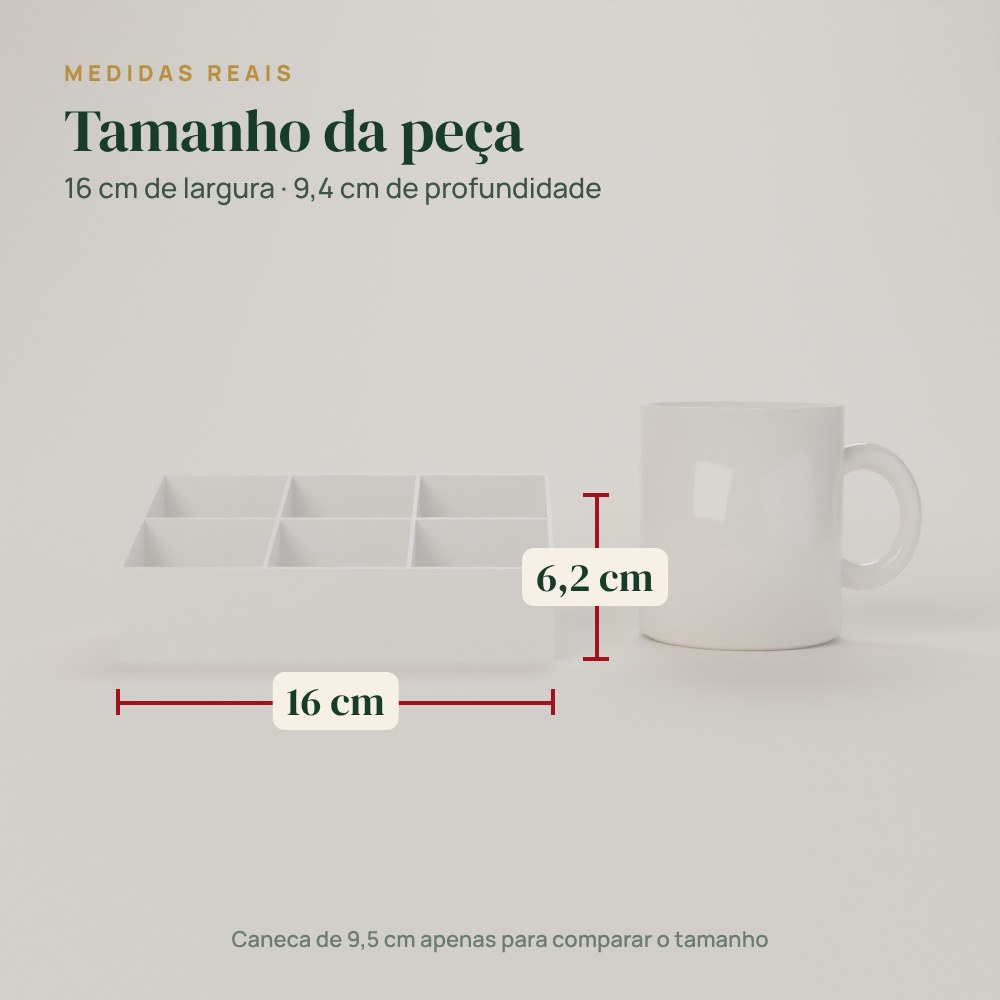 MEDIDAS REAIS
Tamanho da peça
16 cm de largura · 9,4 cm de profundidade
6,2 cm
16 cm
Caneca de 9,5 cm apenas para comparar o tamanho